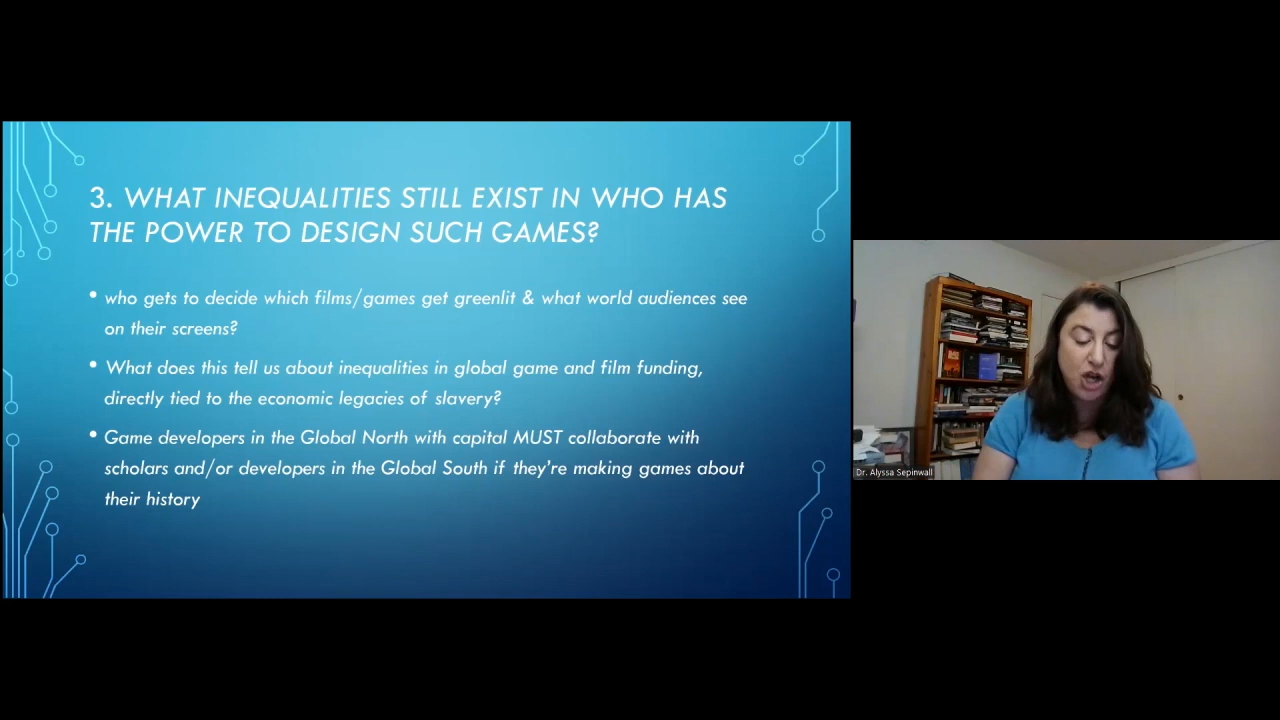 3. WHAT INEQUALITIES STILL EXIST IN WHO HAS
THE POWER TO DESIGN SUCH GAMES?
• who gets to decide which films/games get greenlit & what world audiences see
on their screens?
• What does this tell us about inequalities in global game and film funding,
directly tied to the economic legacies of slavery?
• Game developers in the Global North with capital MUST collaborate with
scholars and/or developers in the Global South if they're making games about
their history
Dr. Alyssa Sepinwall